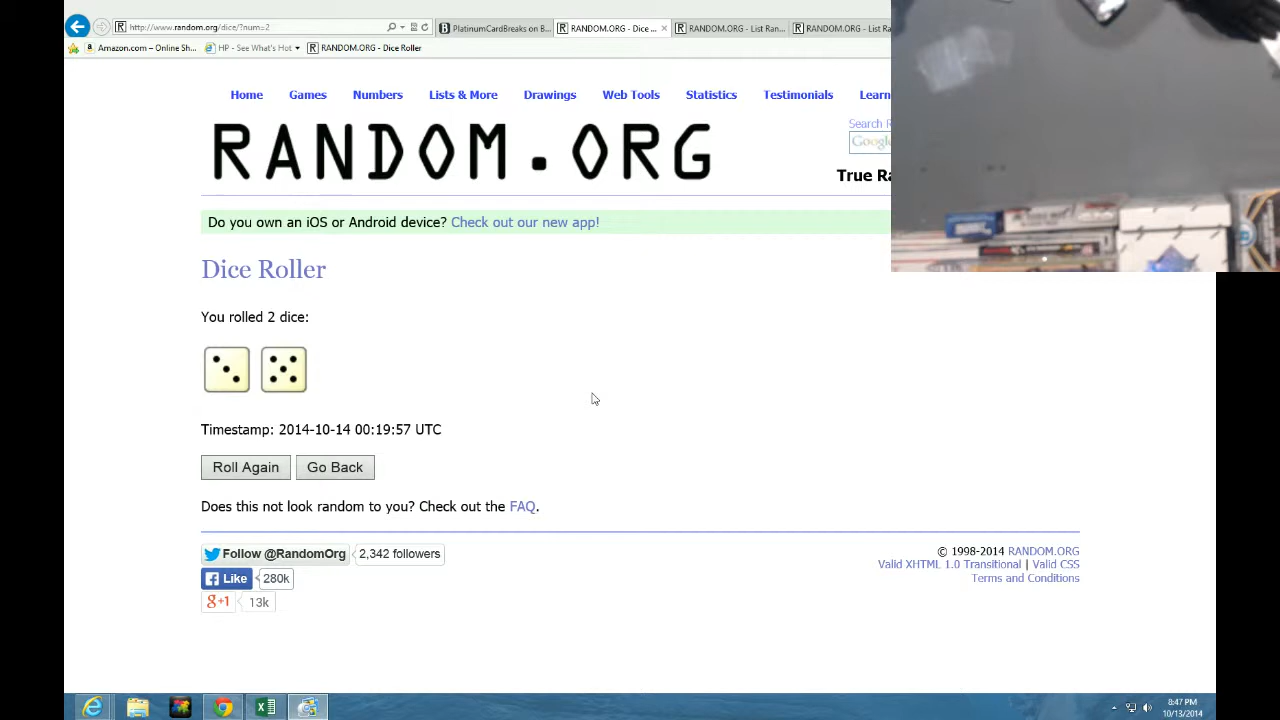 http://www.random.org/dice/?num=2
PlatinumCardBreaks on B...
RANDOM.ORG - Dice ...
RANDOM.ORG - List Ran...
RANDOM.ORG - List Ra
Amazon.com – Online Sh...
HP - See What's Hot
RANDOM.ORG - Dice Roller
Home Games Numbers Lists & More Drawings Web Tools Statistics Testimonials Learn
RANDOM.ORG
Search R
Google
True Ra
Do you own an iOS or Android device? Check out our new app!
Dice Roller
You rolled 2 dice:
Timestamp: 2014-10-14 00:19:57 UTC
Roll Again Go Back
Does this not look random to you? Check out the FAQ.
Follow @RandomOrg 2,342 followers
Like 280k
g+1 13k
© 1998-2014 RANDOM.ORG
Valid XHTML 1.0 Transitional | Valid CSS
Terms and Conditions
8:47 PM
10/13/2014